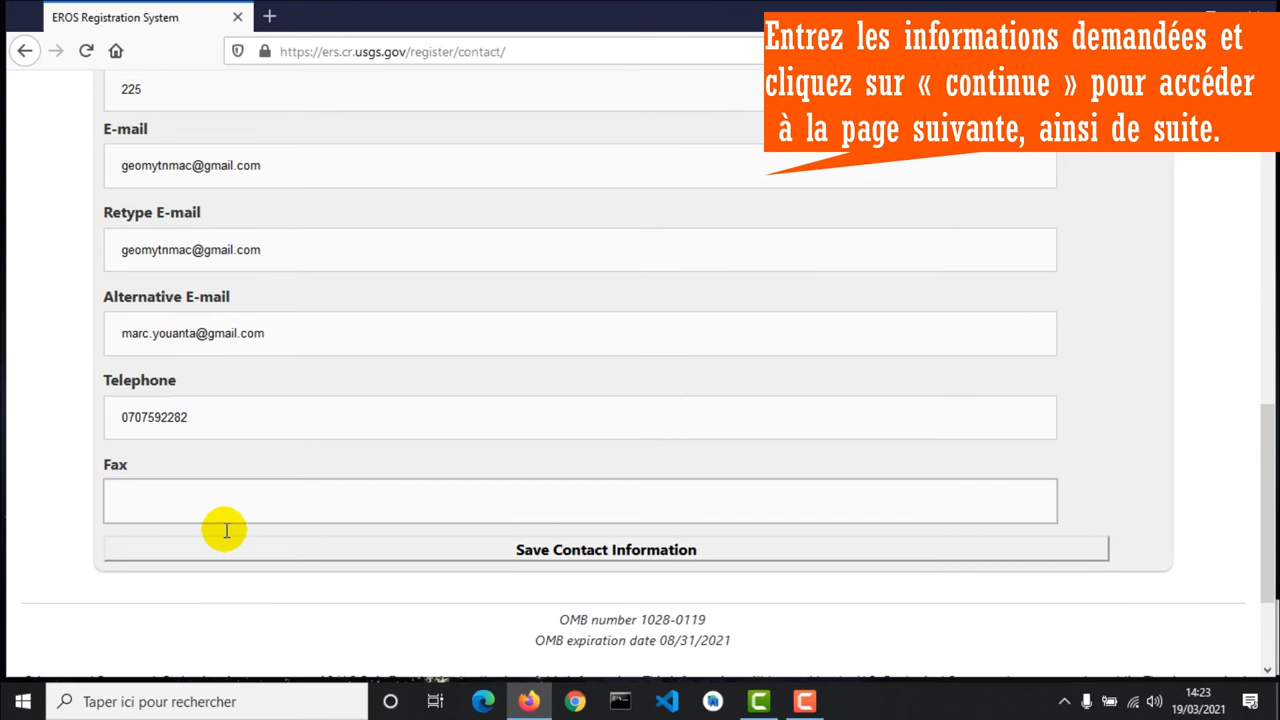 EROS Registration System
https://ers.cr.usgs.gov/register/contact/
Entrez les informations demandées et
cliquez sur « continue » pour accéder
à la page suivante, ainsi de suite.
225
E-mail
geomytnmac@gmail.com
Retype E-mail
geomytnmac@gmail.com
Alternative E-mail
marc.youanta@gmail.com
Telephone
0707592282
Fax
Save Contact Information
OMB number 1028-0119
OMB expiration date 08/31/2021
Taper ici pour rechercher
14:23
19/03/2021